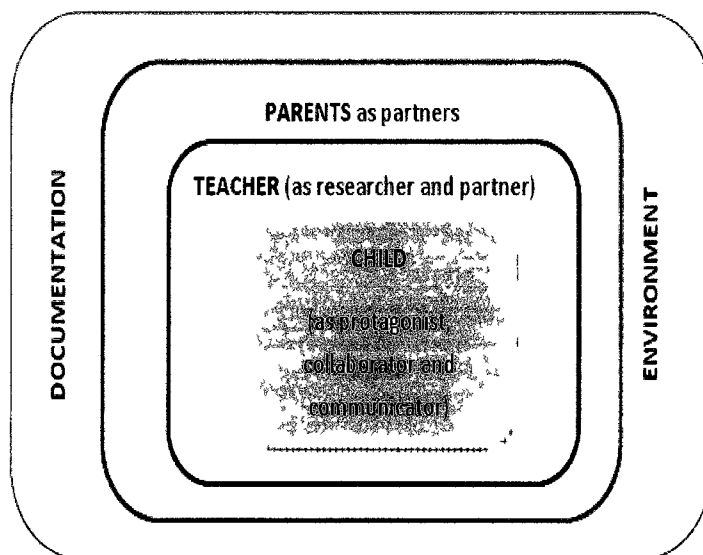 PARENTS as partners
TEACHER (as researcher and partner)
DOCUMENTATION
CHILD
(as protagonist,
collaborator and
communicator)
ENVIRONMENT